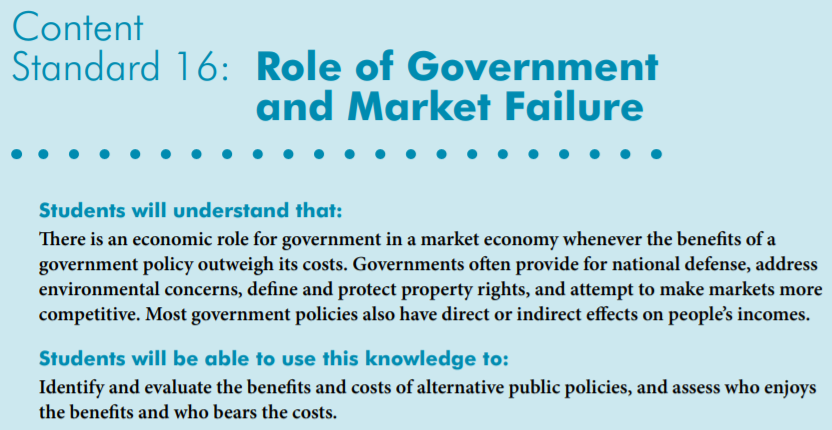 Content
Standard 16: Role of Government
and Market Failure
Students will understand that:
There is an economic role for government in a market economy whenever the benefits of a
government policy outweigh its costs. Governments often provide for national defense, address
environmental concerns, define and protect property rights, and attempt to make markets more
competitive. Most government policies also have direct or indirect effects on people's incomes.
Students will be able to use this knowledge to:
Identify and evaluate the benefits and costs of alternative public policies, and assess who enjoys
the benefits and who bears the costs.